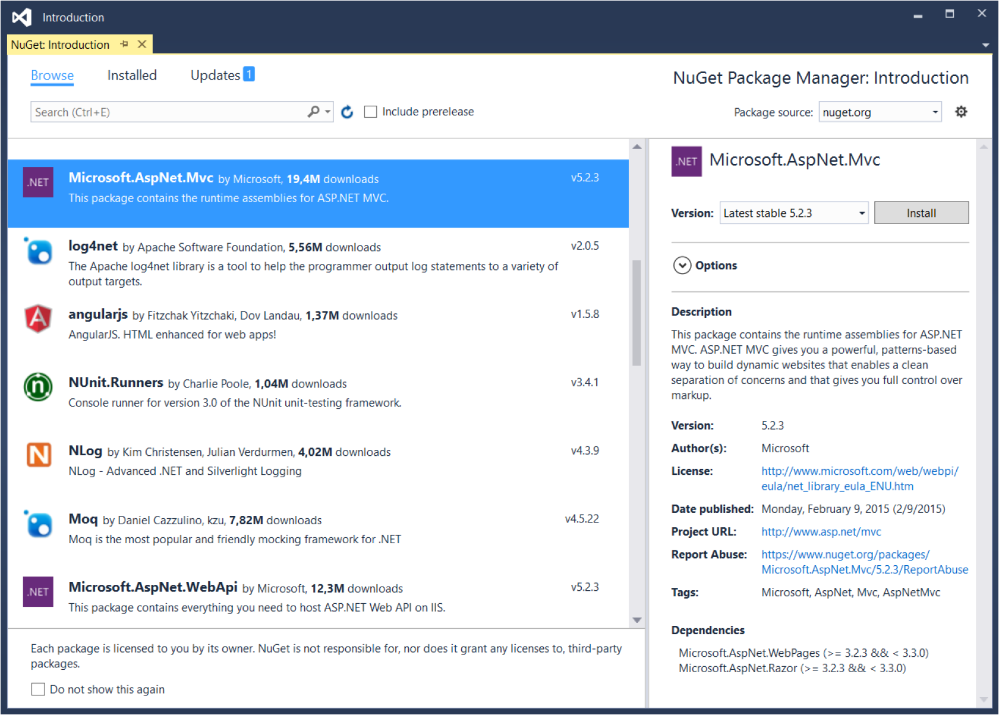 Introduction
NuGet: Introduction
Browse Installed Updates 1
NuGet Package Manager: Introduction
Search (Ctrl+E) Include prerelease
Package source: nuget.org
.NET Microsoft.AspNet.Mvc by Microsoft, 19,4M downloads v5.2.3
This package contains the runtime assemblies for ASP.NET MVC.
log4net by Apache Software Foundation, 5,56M downloads v2.0.5
The Apache log4net library is a tool to help the programmer output log statements to a variety of
output targets.
angularjs by Fitzchak Yitzchaki, Dov Landau, 1,37M downloads v1.5.8
AngularJS. HTML enhanced for web apps!
NUnit.Runners by Charlie Poole, 1,04M downloads v3.4.1
Console runner for version 3.0 of the NUnit unit-testing framework.
NLog by Kim Christensen, Julian Verdurmen, 4,02M downloads v4.3.9
NLog - Advanced .NET and Silverlight Logging
Moq by Daniel Cazzulino, kzu, 7,82M downloads v4.5.22
Moq is the most popular and friendly mocking framework for .NET
.NET Microsoft.AspNet.WebApi by Microsoft, 12,3M downloads v5.2.3
This package contains everything you need to host ASP.NET Web API on IIS.
Each package is licensed to you by its owner. NuGet is not responsible for, nor does it grant any licenses to, third-party
packages.
Do not show this again
.NET Microsoft.AspNet.Mvc
Version: Latest stable 5.2.3 Install
Options
Description
This package contains the runtime assemblies for ASP.NET
MVC. ASP.NET MVC gives you a powerful, patterns-based
way to build dynamic websites that enables a clean
separation of concerns and that gives you full control over
markup.
Version: 5.2.3
Author(s): Microsoft
License: http://www.microsoft.com/web/webpi/
eula/net_library_eula_ENU.htm
Date published: Monday, February 9, 2015 (2/9/2015)
Project URL: http://www.asp.net/mvc
Report Abuse: https://www.nuget.org/packages/
Microsoft.AspNet.Mvc/5.2.3/ReportAbuse
Tags: Microsoft, AspNet, Mvc, AspNetMvc
Dependencies
Microsoft.AspNet.WebPages (>= 3.2.3 && < 3.3.0)
Microsoft.AspNet.Razor (>= 3.2.3 && < 3.3.0)